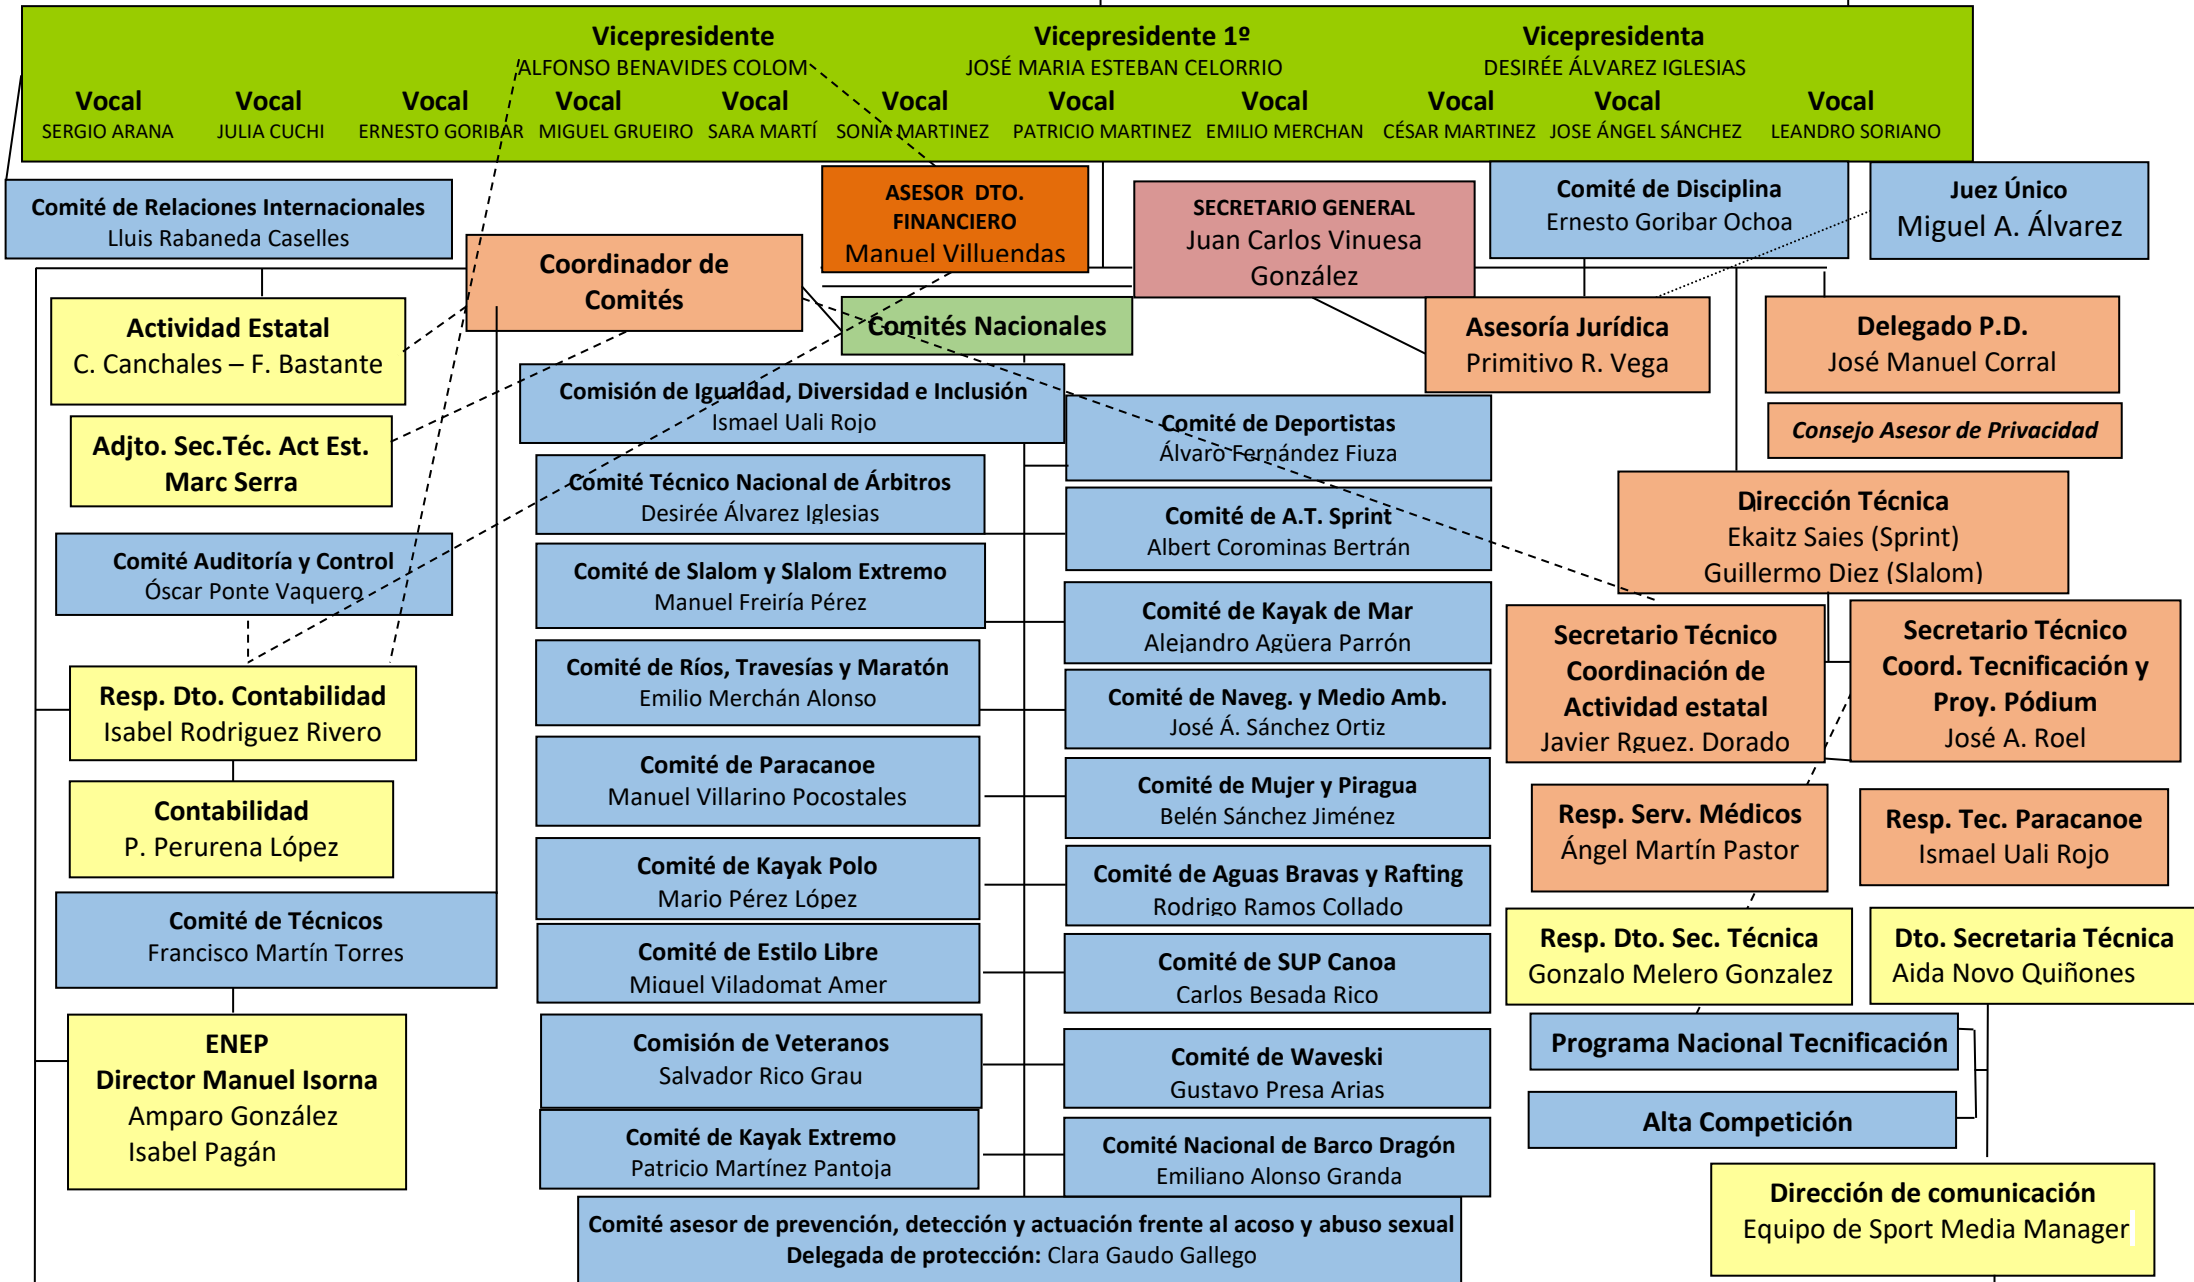 Vicepresidente
ALFONSO BENAVIDES COLOM
Vicepresidente 1º
JOSÉ MARIA ESTEBAN CELORRIO
Vicepresidenta
DESIRÉE ÁLVAREZ IGLESIAS
Vocal
SERGIO ARANA
Vocal
JULIA CUCHI
Vocal
ERNESTO GORIBAR
Vocal
MIGUEL GRUEIRO
Vocal
SARA MARTÍ
Vocal
SONIA MARTINEZ
Vocal
PATRICIO MARTINEZ
Vocal
EMILIO MERCHAN
Vocal
CÉSAR MARTINEZ
Vocal
JOSE ÁNGEL SÁNCHEZ
Vocal
LEANDRO SORIANO
Comité de Relaciones Internacionales
Lluis Rabaneda Caselles
ASESOR DTO.
FINANCIERO
Manuel Villuendas
SECRETARIO GENERAL
Juan Carlos Vinuesa
González
Comité de Disciplina
Ernesto Goribar Ochoa
Juez Único
Miguel A. Álvarez
Coordinador de
Comités
Comités Nacionales
Actividad Estatal
C. Canchales – F. Bastante
Asesoría Jurídica
Primitivo R. Vega
Delegado P.D.
José Manuel Corral
Consejo Asesor de Privacidad
Adjto. Sec.Téc. Act Est.
Marc Serra
Comité Auditoría y Control
Óscar Ponte Vaquero
Resp. Dto. Contabilidad
Isabel Rodriguez Rivero
Contabilidad
P. Perurena López
Comité de Técnicos
Francisco Martín Torres
ENEP
Director Manuel Isorna
Amparo González
Isabel Pagán
Comisión de Igualdad, Diversidad e Inclusión
Ismael Uali Rojo
Comité Técnico Nacional de Árbitros
Desirée Álvarez Iglesias
Comité de Slalom y Slalom Extremo
Manuel Freiría Pérez
Comité de Ríos, Travesías y Maratón
Emilio Merchán Alonso
Comité de Paracanoe
Manuel Villarino Pocostales
Comité de Kayak Polo
Mario Pérez López
Comité de Estilo Libre
Miguel Viladomat Amer
Comisión de Veteranos
Salvador Rico Grau
Comité de Kayak Extremo
Patricio Martínez Pantoja
Comité de Deportistas
Álvaro Fernández Fiuza
Comité de A.T. Sprint
Albert Corominas Bertrán
Comité de Kayak de Mar
Alejandro Agüera Parrón
Comité de Naveg. y Medio Amb.
José Á. Sánchez Ortiz
Comité de Mujer y Piragua
Belén Sánchez Jiménez
Comité de Aguas Bravas y Rafting
Rodrigo Ramos Collado
Comité de SUP Canoa
Carlos Besada Rico
Comité de Waveski
Gustavo Presa Arias
Comité Nacional de Barco Dragón
Emiliano Alonso Granda
Comité asesor de prevención, detección y actuación frente al acoso y abuso sexual
Delegada de protección: Clara Gaudo Gallego
Dirección Técnica
Ekaitz Saies (Sprint)
Guillermo Diez (Slalom)
Secretario Técnico
Coordinación de
Actividad estatal
Javier Rguez. Dorado
Secretario Técnico
Coord. Tecnificación y
Proy. Pódium
José A. Roel
Resp. Serv. Médicos
Ángel Martín Pastor
Resp. Tec. Paracanoe
Ismael Uali Rojo
Resp. Dto. Sec. Técnica
Gonzalo Melero Gonzalez
Dto. Secretaria Técnica
Aida Novo Quiñones
Programa Nacional Tecnificación
Alta Competición
Dirección de comunicación
Equipo de Sport Media Manager